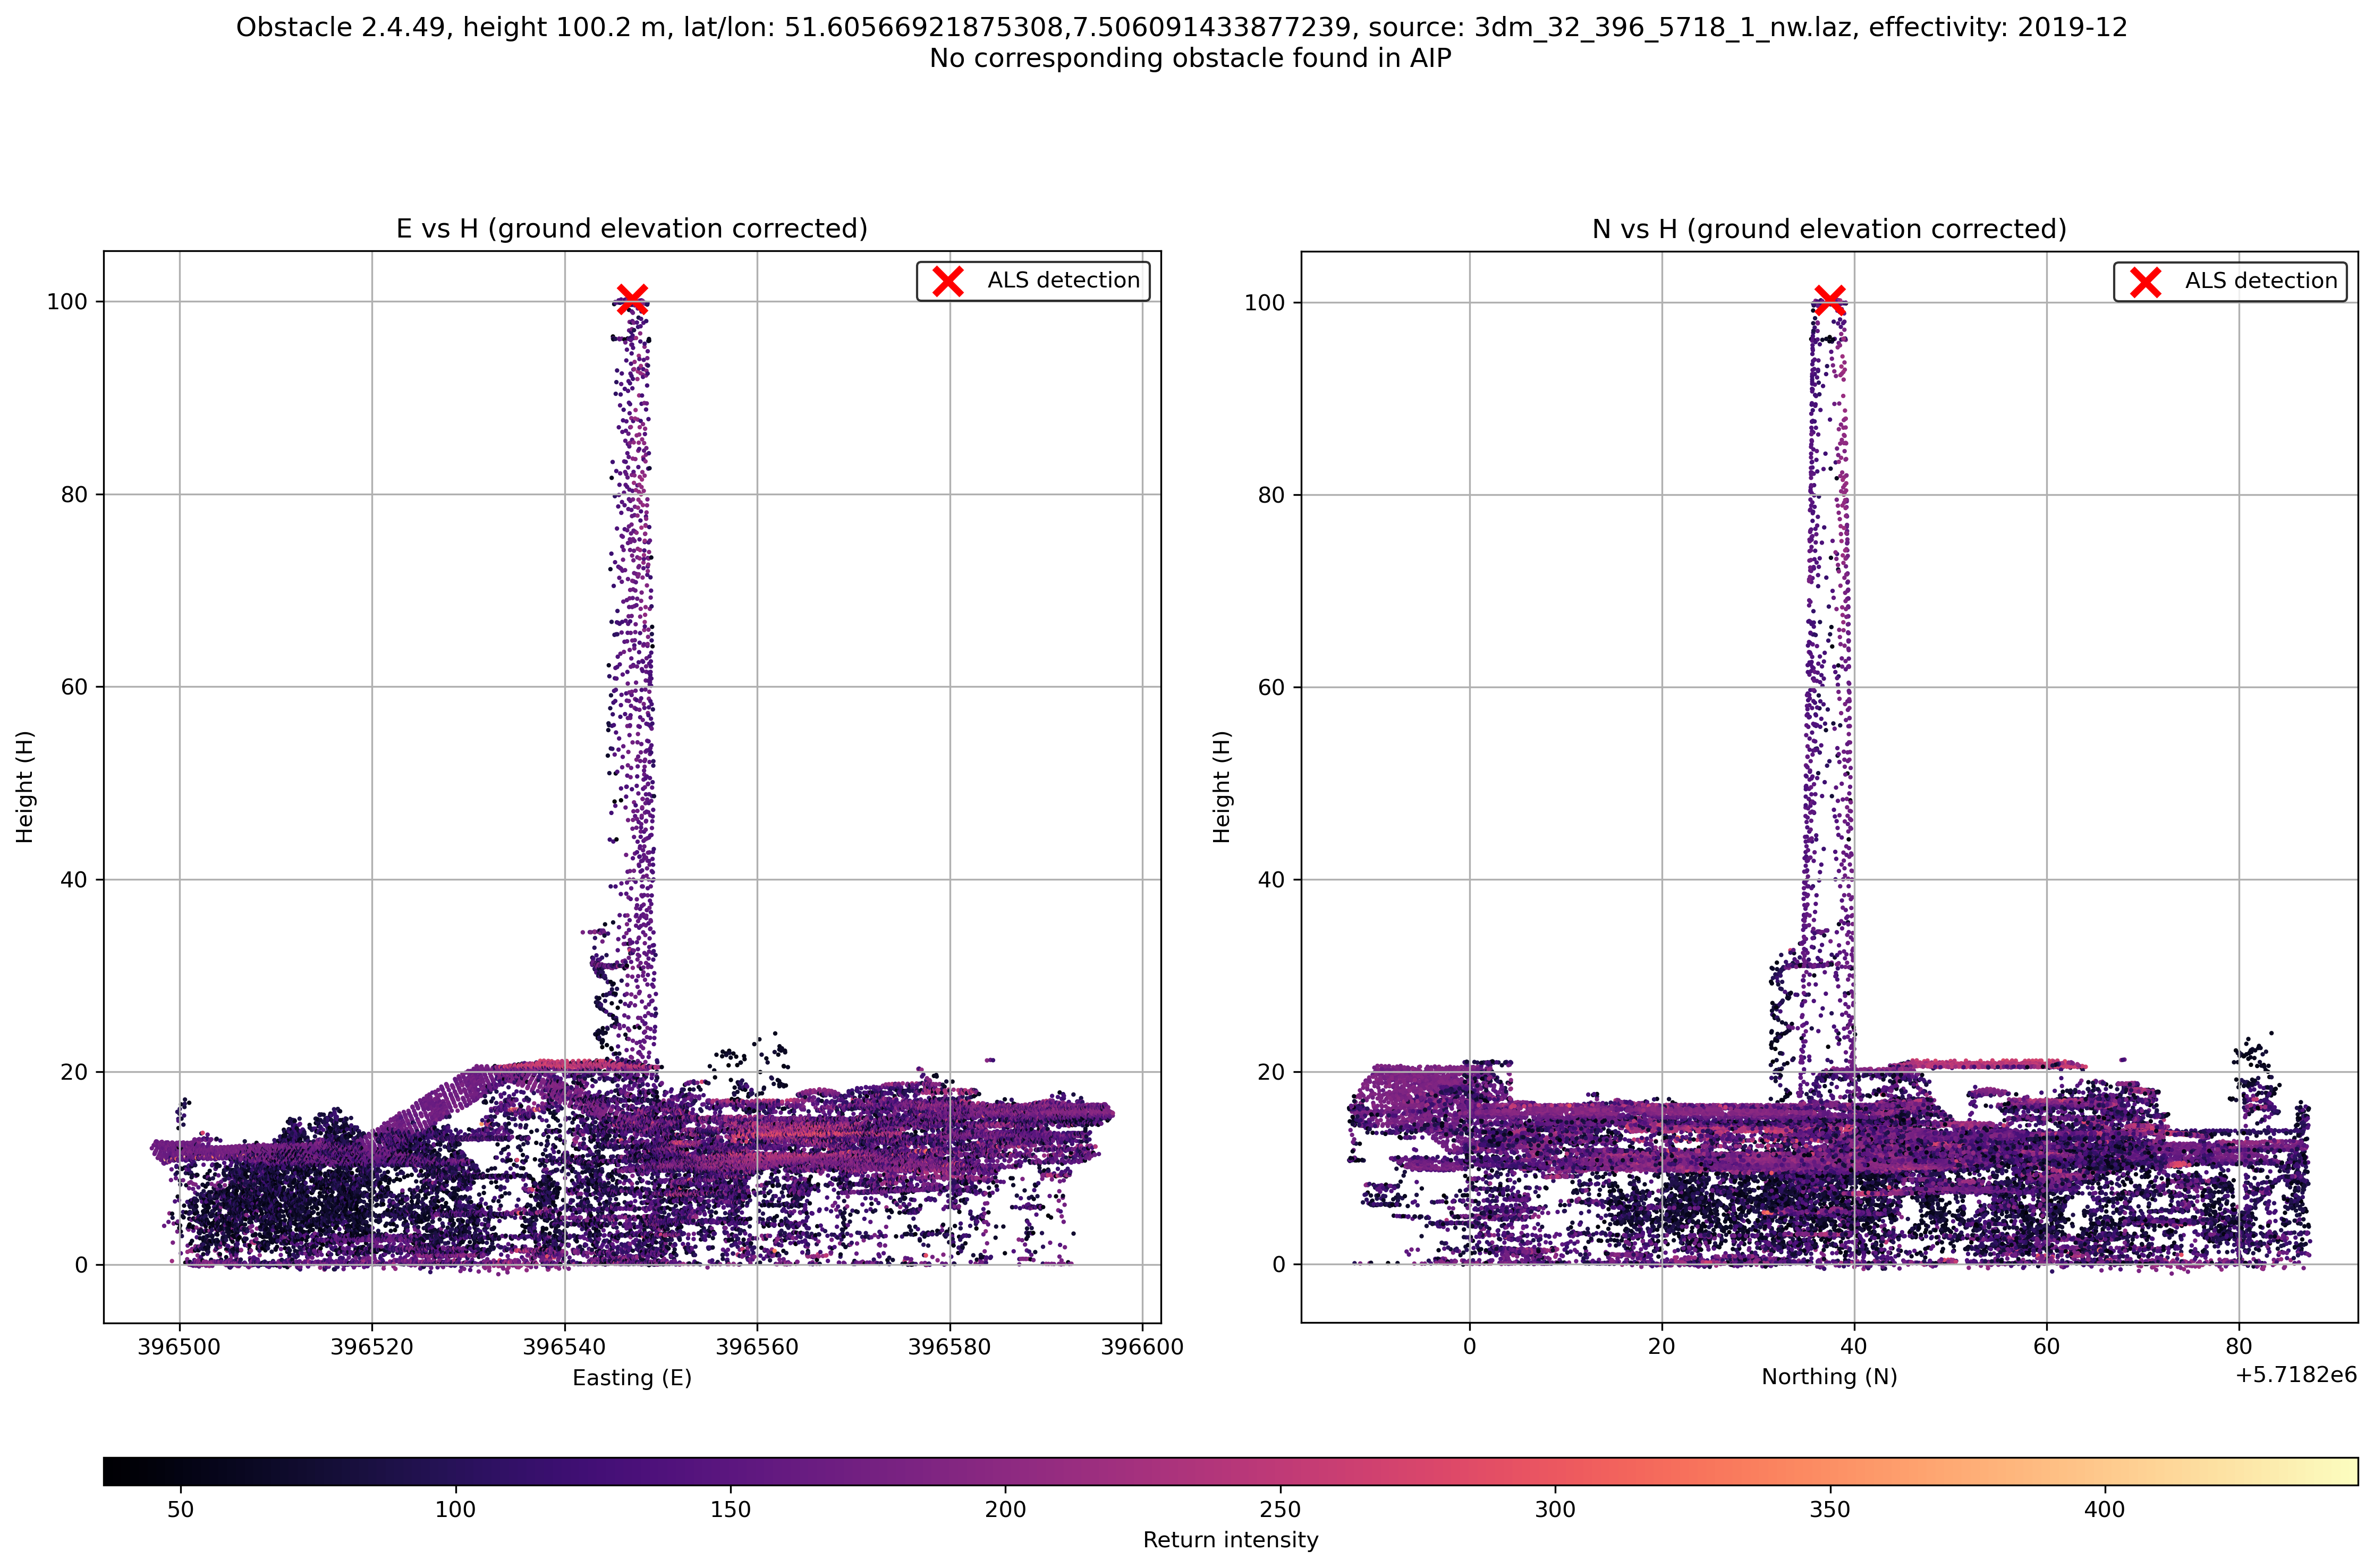 Obstacle 2.4.49, height 100.2 m, lat/lon: 51.60566921875308,7.506091433877239, source: 3dm_32_396_5718_1_nw.laz, effectivity: 2019-12
No corresponding obstacle found in AIP
E vs H (ground elevation corrected)
ALS detection
100
80
60
40
20
0
Height (H)
396500 396520 396540 396560 396580 396600
Easting (E)
N vs H (ground elevation corrected)
ALS detection
100
80
60
40
20
0
Height (H)
0 20 40 60 80
+5.7182e6
Northing (N)
50 100 150 200 250 300 350 400
Return intensity